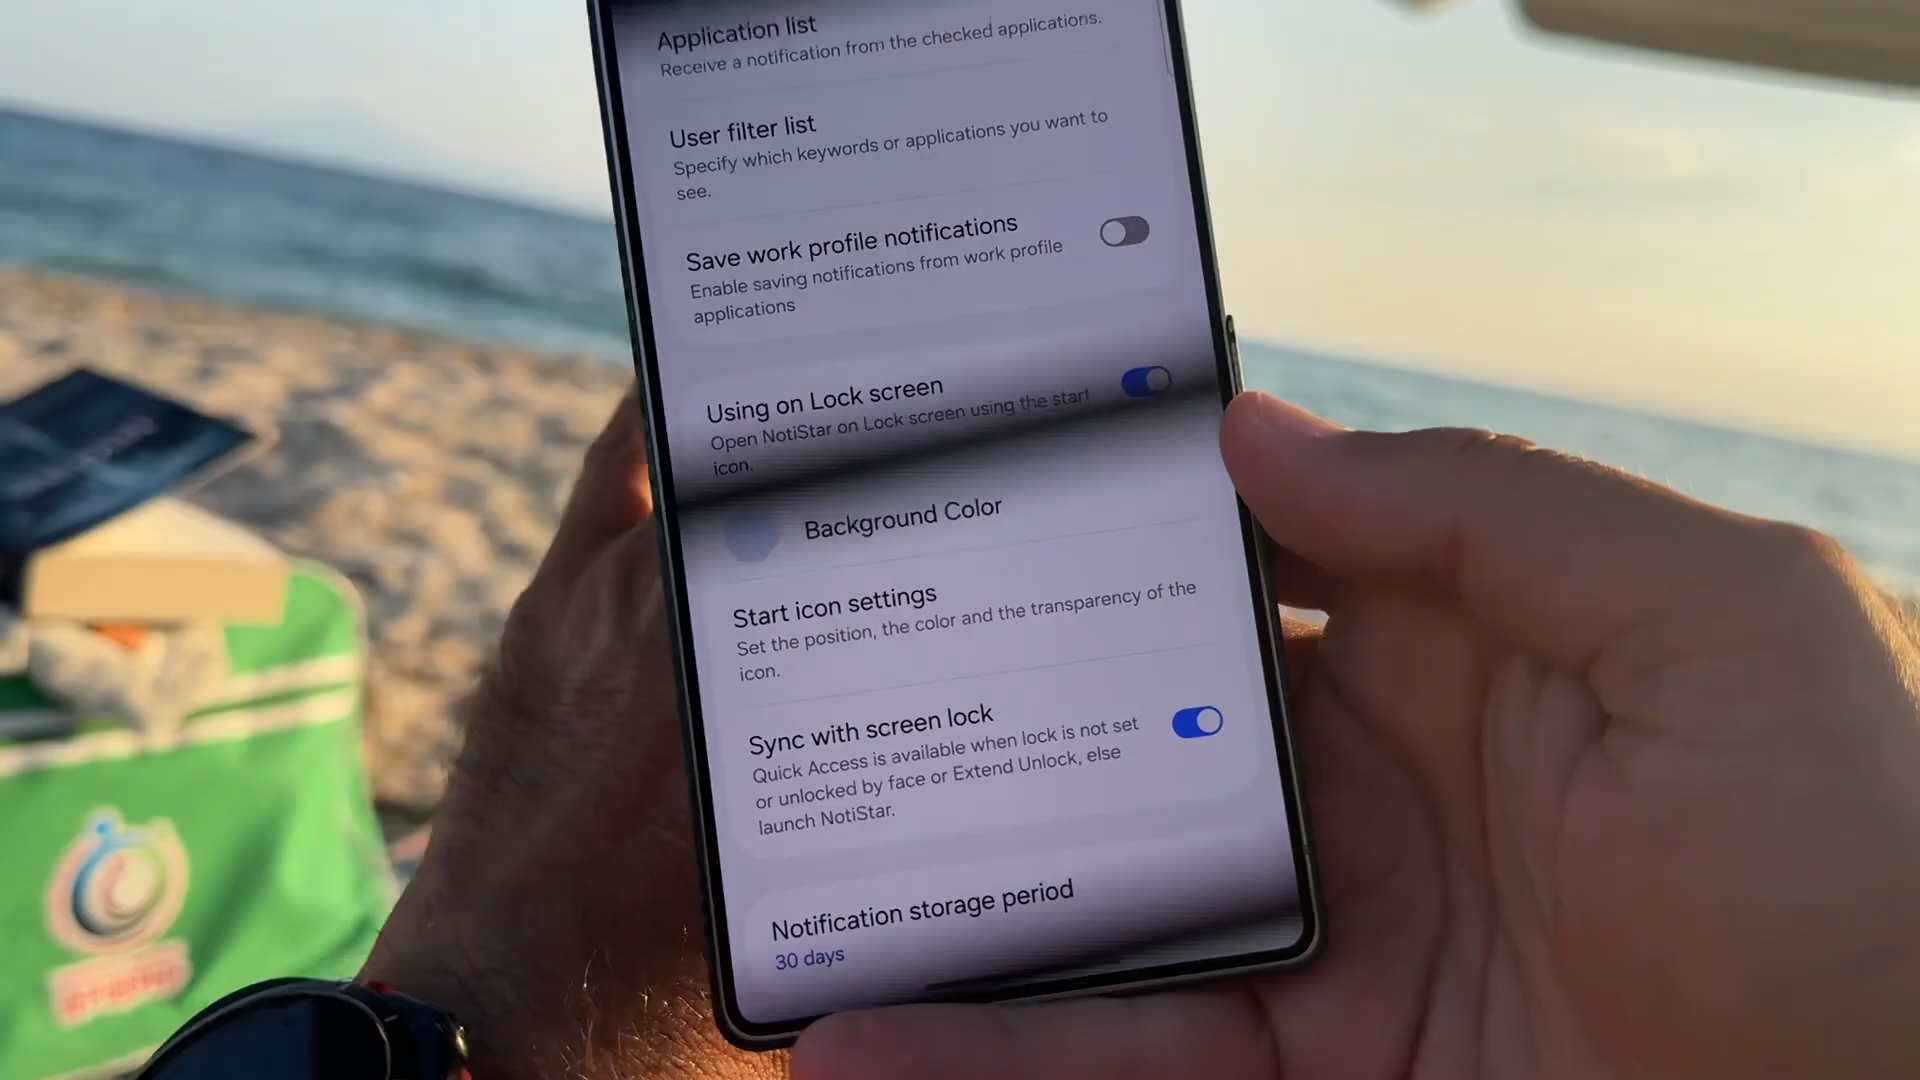 Application list
Receive a notification from the checked applications.
User filter list
Specify which keywords or applications you want to
see.
Save work profile notifications
Enable saving notifications from work profile
applications
Using on Lock screen
Open NotiStar on Lock screen using the start
icon.
Background Color
Start icon settings
Set the position, the color and the transparency of the
icon.
Sync with screen lock
Quick Access is available when lock is not set
or unlocked by face or Extend Unlock, else
launch NotiStar.
Notification storage period
30 days